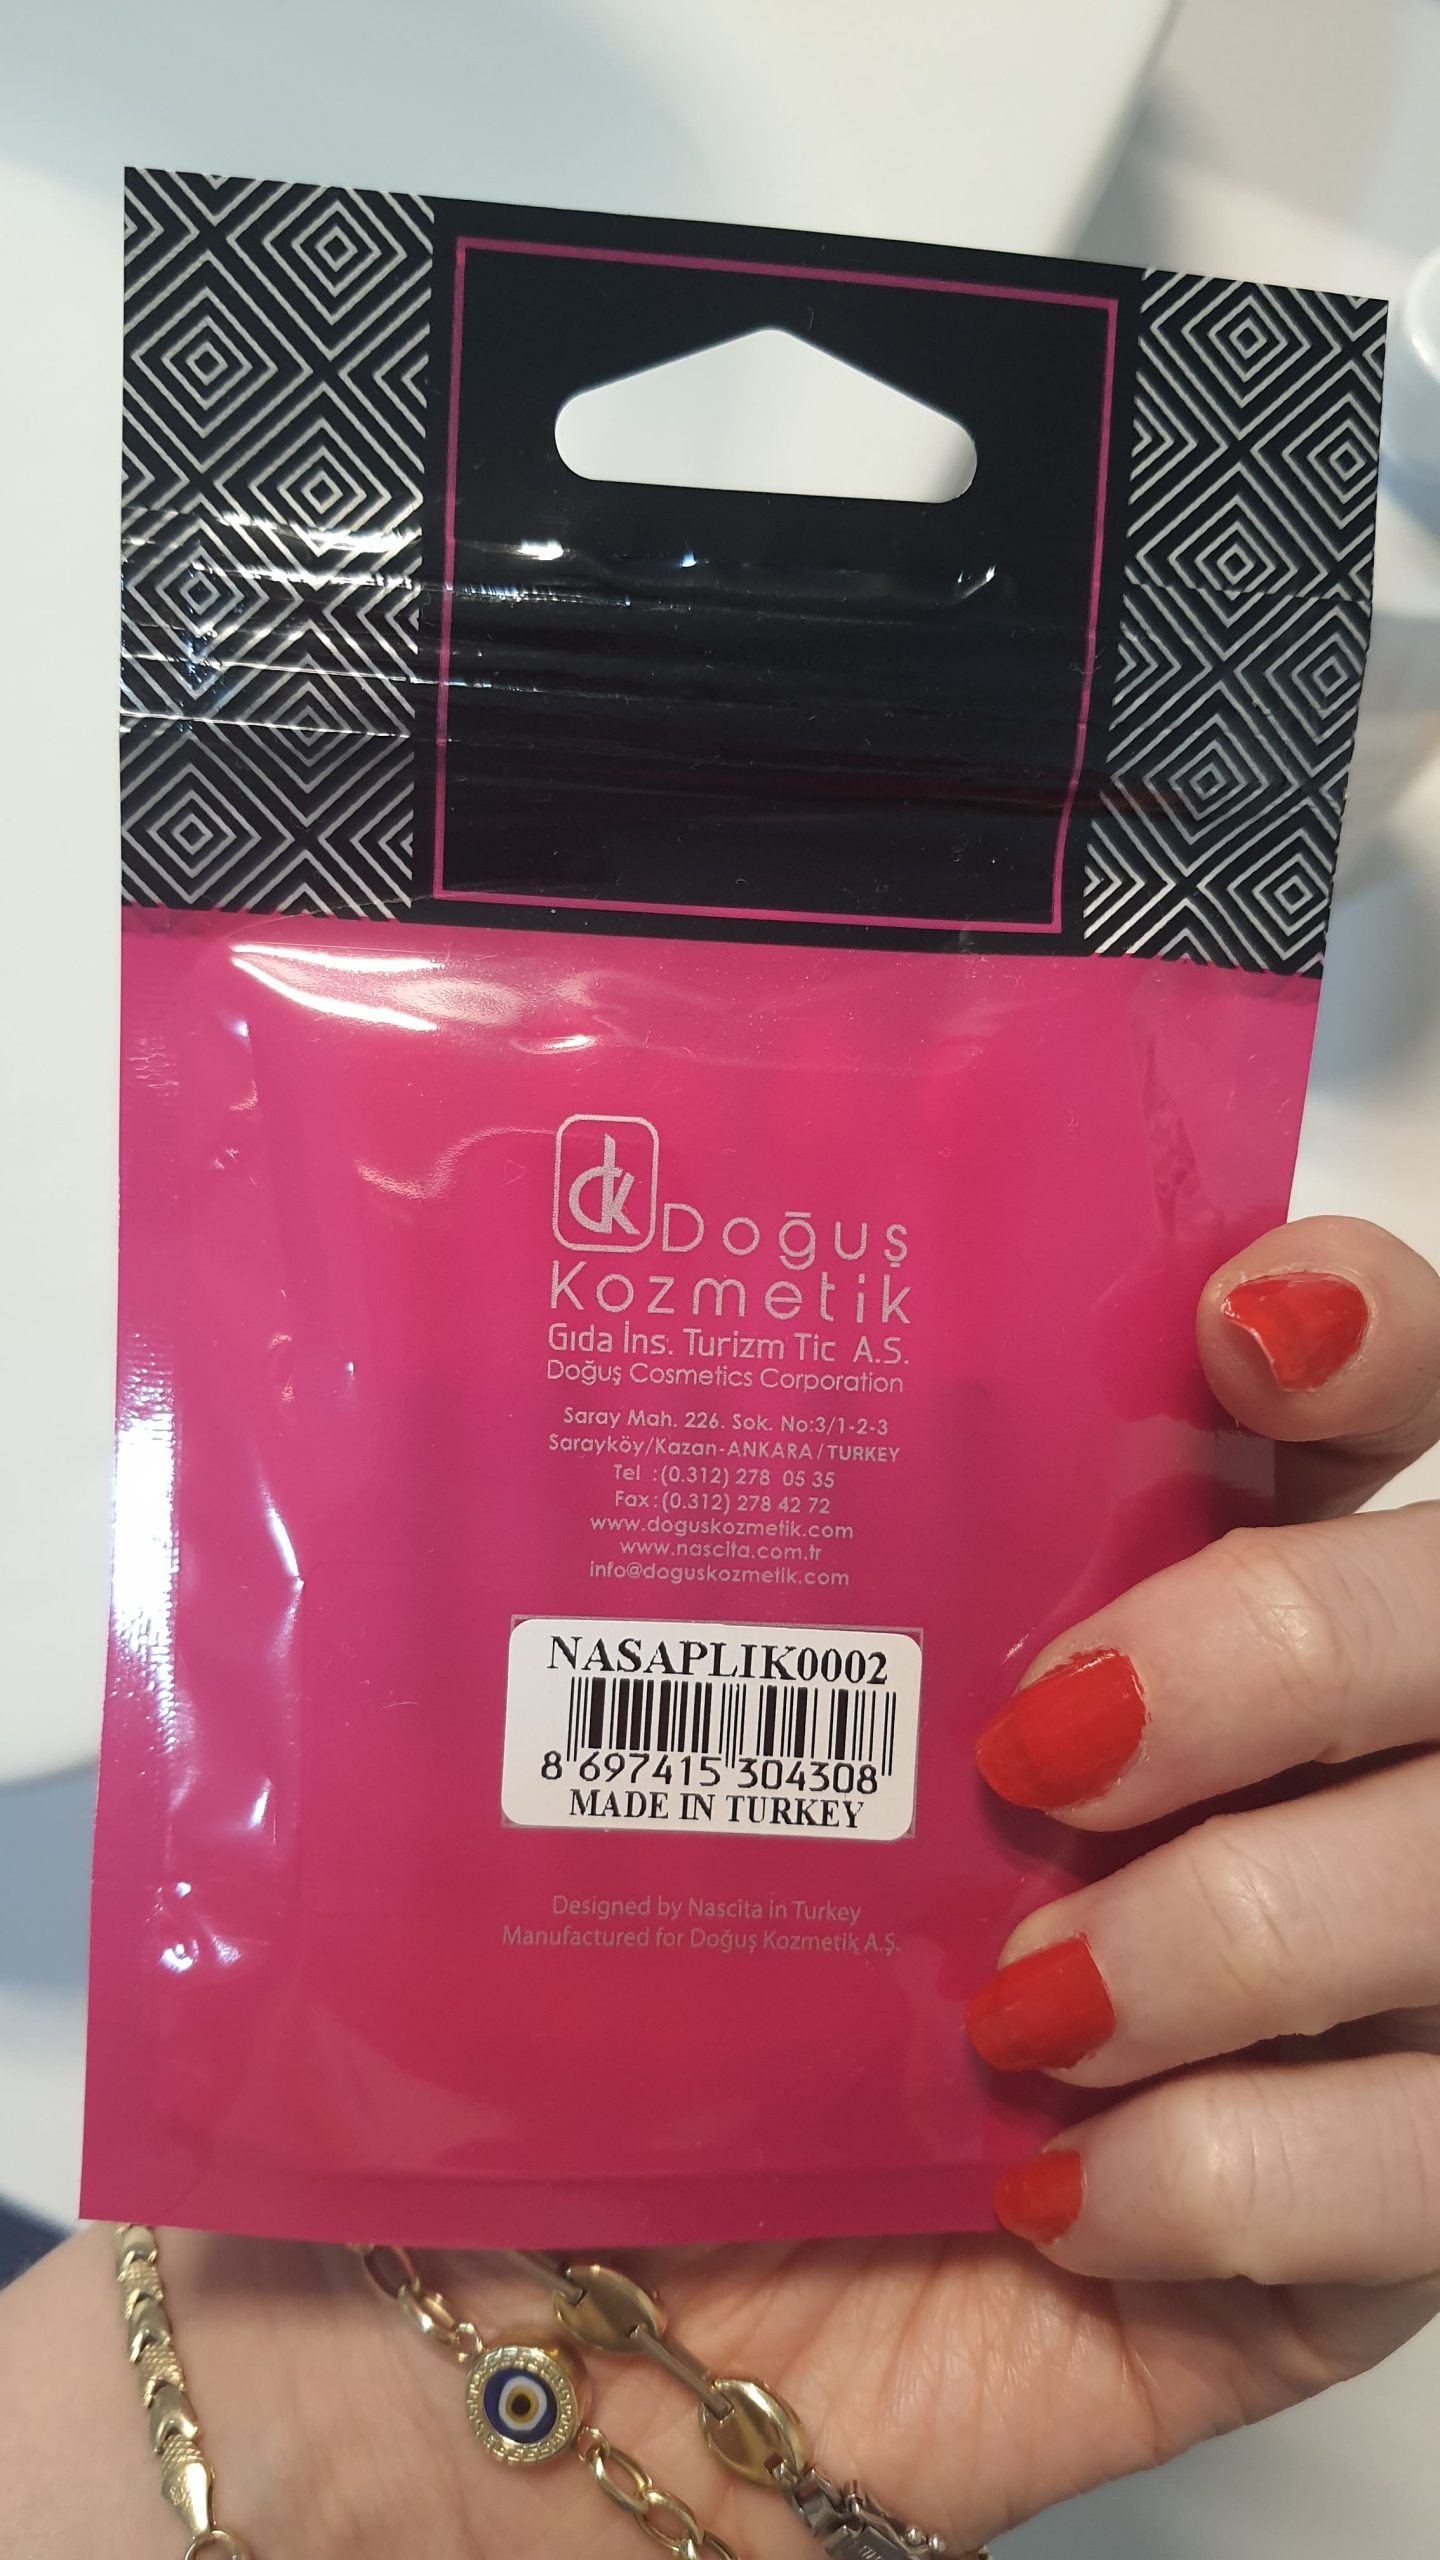 dk Doğuş
Kozmetik
Gıda İns. Turizm Tic A.S.
Doğuş Cosmetics Corporation
Saray Mah. 226. Sok. No:3/1-2-3
Sarayköy/Kazan-ANKARA/TURKEY
Tel :(0.312) 278 05 35
Fax:(0.312) 278 42 72
www.doguskozmetik.com
www.nascita.com.tr
info@doguskozmetik.com
NASAPLIK0002
8 697415 304308
MADE IN TURKEY
Designed by Nascita in Turkey
Manufactured for Doğuş Kozmetik A.Ş.